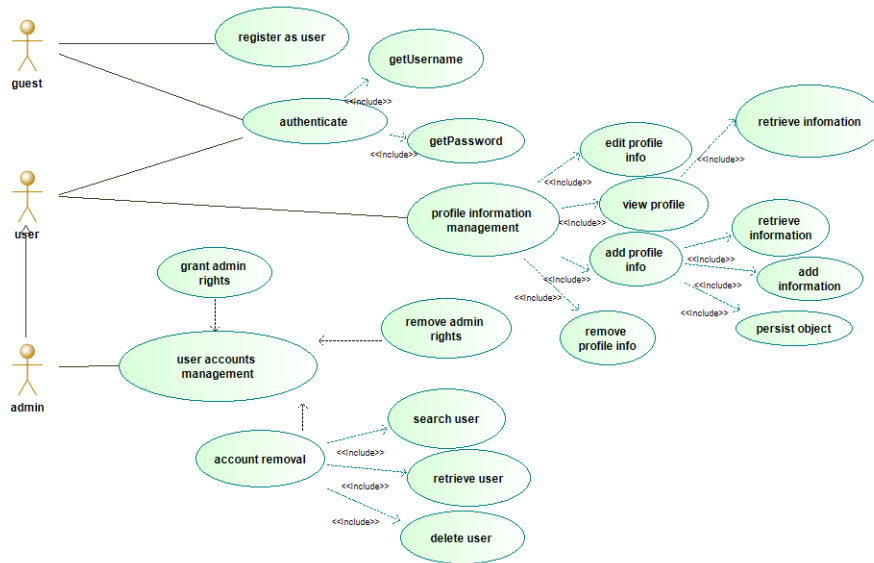 register as user
guest
getUsername
<<Include>>
authenticate
getPassword
<<Include>>
retrieve infomation
edit profile
info
<<Include>>
<<Include>>
view profile
user
profile information
management
<<Include>>
retrieve
information
add profile
info
<<Include>>
<<Include>>
add
information
<<Include>>
<<Include>>
<<Include>>
persist object
grant admin
rights
remove admin
rights
remove
profile info
user accounts
management
admin
search user
account removal
<<Include>>
retrieve user
<<Include>>
<<Include>>
delete user